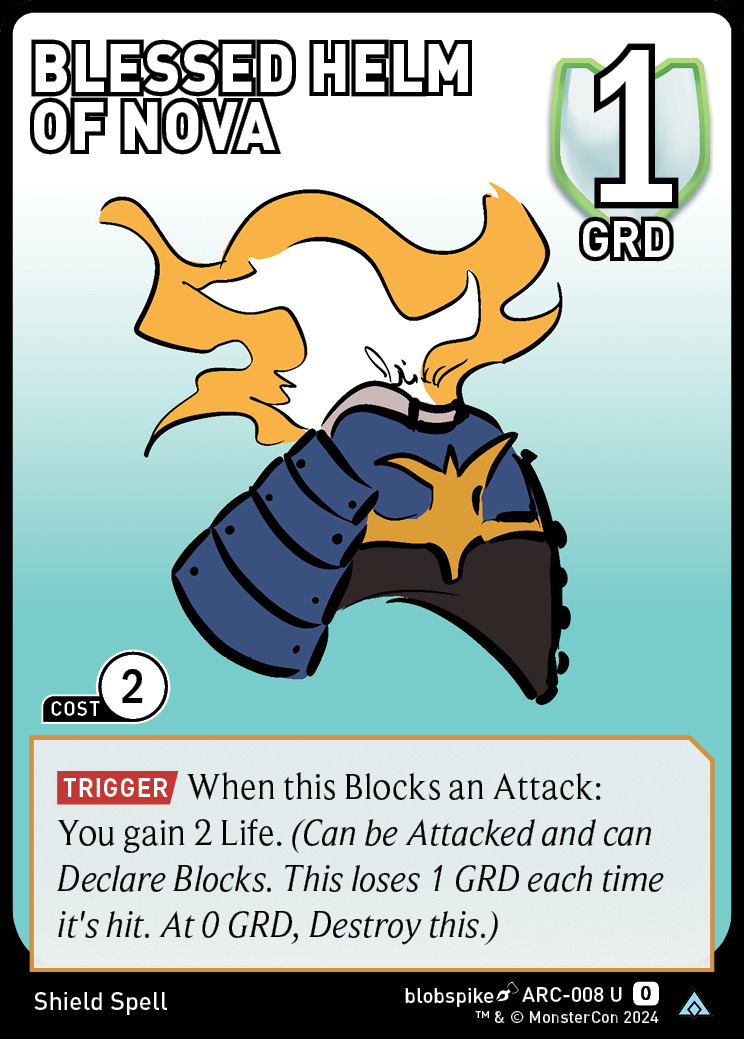 BLESSED HELM
OF NOVA
1
GRD
COST 2
TRIGGER When this Blocks an Attack:
You gain 2 Life. (Can be Attacked and can
Declare Blocks. This loses 1 GRD each time
it's hit. At 0 GRD, Destroy this.)
Shield Spell
blobspike ARC-008 U 0
™ & © MonsterCon 2024